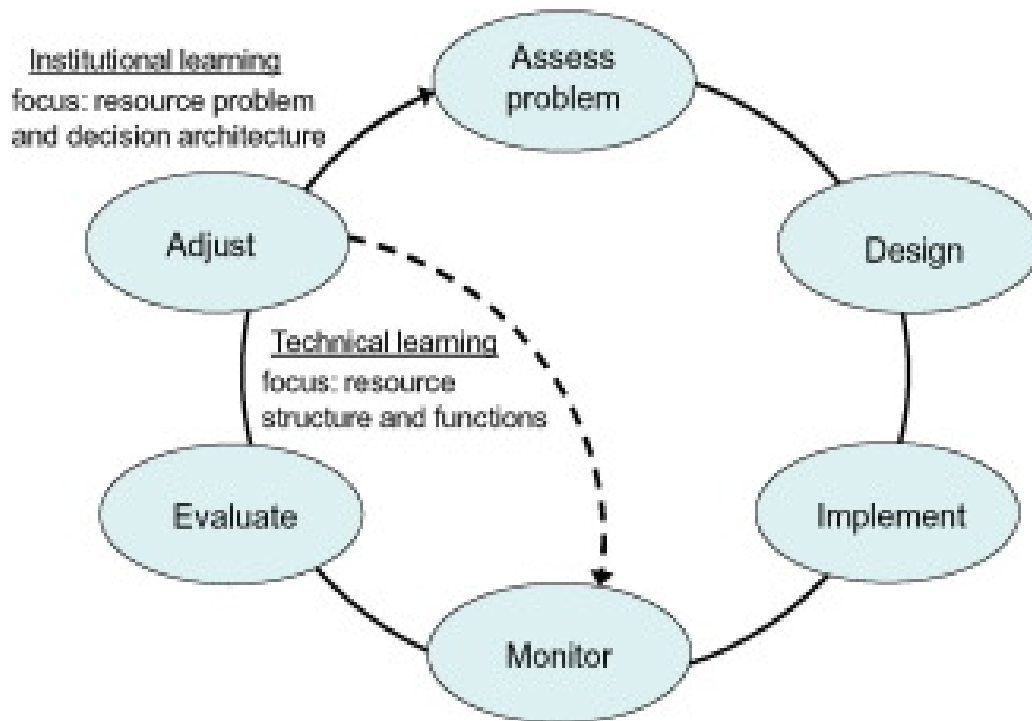 Institutional learning
focus: resource problem
and decision architecture
Assess
problem
Adjust
Design
Technical learning
focus: resource
structure and functions
Evaluate
Implement
Monitor